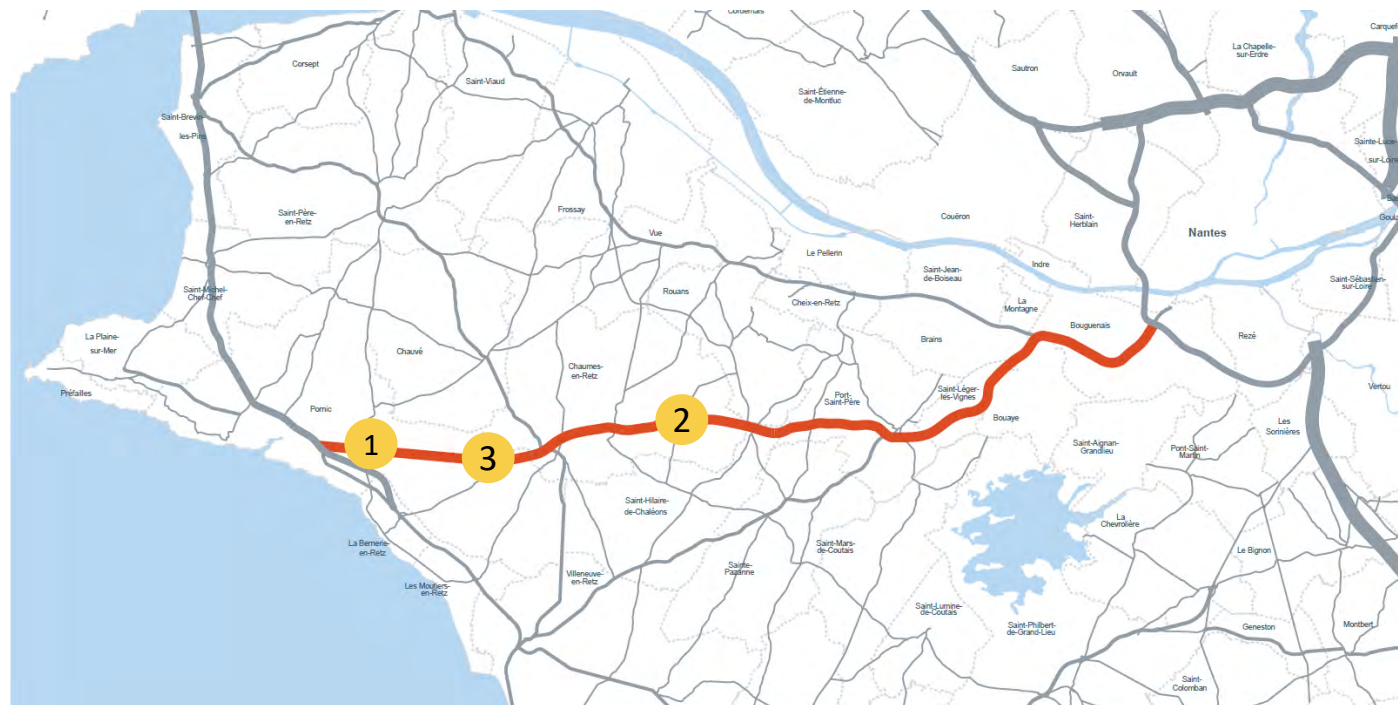 Carquef
La Chapelle-
sur-Erdre
Corsept
Sautron
Orvault
Saint-Viaud
Saint-Étienne-
de-Montluc
Saint-Brevin-
les-Pins
Sainte-Luce-
sur-Loire
Frossay
Saint-Père-
en-Retz
Couëron
Saint-
Herblain
Goula
Vue
Nantes
Le Pellerin
Indre
Saint-Jean-
de-Boiseau
Saint-Sébastien-
sur-Loire
Saint-Michel-
Chef-Chef
Rouans
Cheix-en-Retz
La
Montagne
Bouguenais
La Plaine-
sur-Mer
Chauvé
Brains
Rezé
Chaumes-
en-Retz
Préfailles
Saint-Léger-
les-Vignes
Vertou
Port-
Saint-Père
Pornic
2
Bouaye
Les
Sorinières
1
3
Saint-Aignan-
Grandlieu
Pont-Saint-
Martin
Saint-Hilaire-
de-Chaléons
La
Chevrolière
La Bernerie-
en-Retz
Saint-Mars-
de-Coutais
Le Bignon
Sainte-
Pazanne
Villeneuve-
en-Retz
Les Moutiers-
en-Retz
Saint-Lumine-
de-Coutais
Saint-Philbert-
de-Grand-Lieu
Geneston
Montbert
Saint-
Colomban